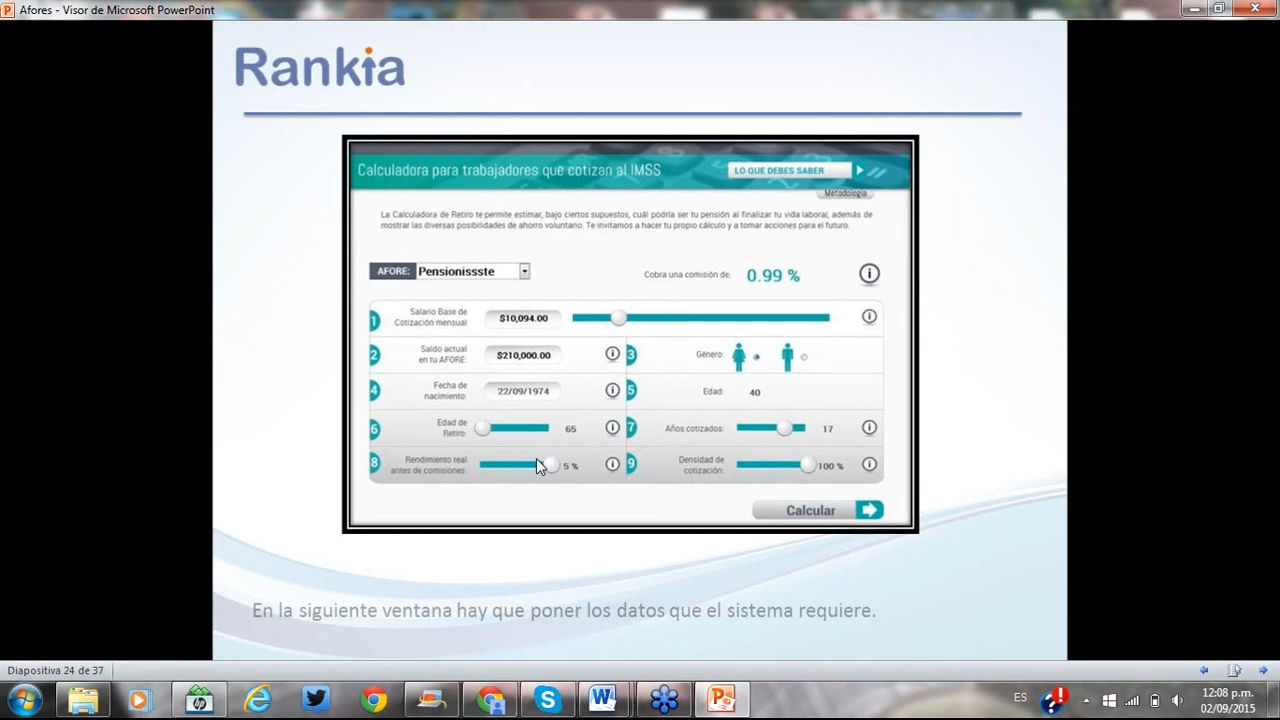 Afores - Visor de Microsoft PowerPoint
Rankia
Calculadora para trabajadores que cotizan al IMSS
LO QUE DEBES SABER
Metodología
La Calculadora de Retiro te permite estimar, bajo ciertos supuestos, cuál podría ser tu pensión al finalizar tu vida laboral, además de
mostrar las diversas posibilidades de ahorro voluntario. Te invitamos a hacer tu propio cálculo y a tomar acciones para el futuro.
AFORE: Pensionissste
Cobra una comisión de: 0.99 %
1 Salario Base de
Cotización mensual
$10,094.00
2 Saldo actual
en tu AFORE:
$210,000.00
3 Género:
4 Fecha de
nacimiento:
22/09/1974
5 Edad: 40
6 Edad de
Retiro:
65
7 Años cotizados: 17
8 Rendimiento real
antes de comisiones:
5 %
9 Densidad de
cotización:
100 %
Calcular
En la siguiente ventana hay que poner los datos que el sistema requiere.
Diapositiva 24 de 37
ES
12:08 p.m.
02/09/2015